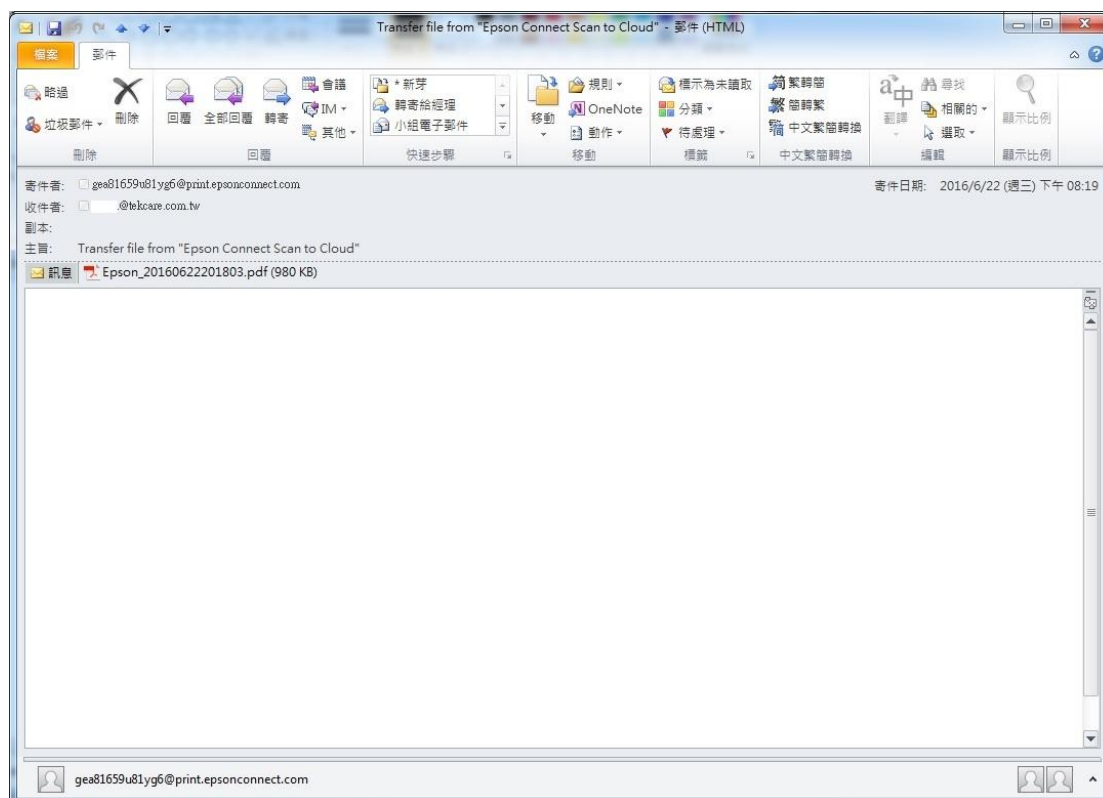 Transfer file from "Epson Connect Scan to Cloud" - 郵件 (HTML)
檔案 郵件
略過
垃圾郵件
刪除
回覆
全部回覆
轉寄
會議
IM
其他
* 新芽
轉寄給經理
小組電子郵件
移動
規則
OneNote
動作
標示為未讀取
分類
待處理
繁轉簡
簡轉繁
中文繁簡轉換
翻譯
尋找
相關的
選取
顯示比例
刪除 回覆 快速步驟 移動 標籤 中文繁簡轉換 編輯 顯示比例
寄件者: gea81659u81yg6@print.epsonconnect.com 寄件日期: 2016/6/22 (週三) 下午 08:19
收件者: @tekcare.com.tw
副本:
主旨: Transfer file from "Epson Connect Scan to Cloud"
訊息 Epson_20160622201803.pdf (980 KB)
gea81659u81yg6@print.epsonconnect.com